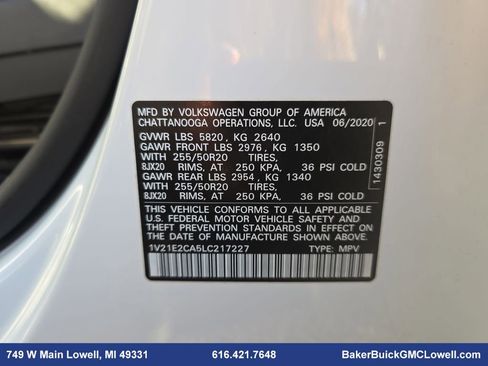 MFD BY VOLKSWAGEN GROUP OF AMERICA
CHATTANOOGA OPERATIONS, LLC. USA 06/2020
GVWR LBS 5820, KG 2640
GAWR FRONT LBS 2976, KG 1350
WITH 255/50R20 TIRES,
8JX20 RIMS, AT 250 KPA, 36 PSI COLD
GAWR REAR LBS 2954, KG 1340
WITH 255/50R20 TIRES,
8JX20 RIMS, AT 250 KPA, 36 PSI COLD
THIS VEHICLE CONFORMS TO ALL APPLICABLE
U.S. FEDERAL MOTOR VEHICLE SAFETY AND
THEFT PREVENTION STANDARDS IN EFFECT ON
THE DATE OF MANUFACTURE SHOWN ABOVE.
1V21E2CA5LC217227 TYPE: MPV
1430309 1
749 W Main Lowell, MI 49331 616.421.7648 BakerBuickGMCLowell.com